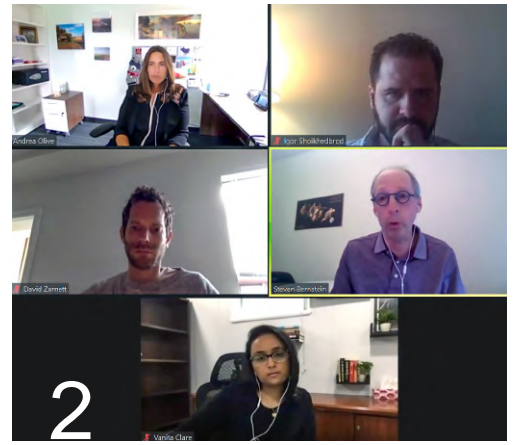 Andrea Olive
Igor Shoikhedbrod
David Zarnett
Steven Bernstein
Vanita Clare
2